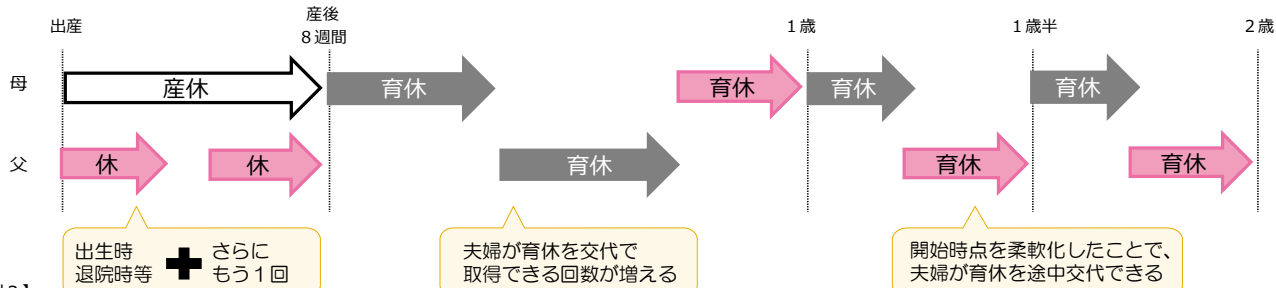 出産
産後
8週間
1歳
1歳半
2歳
母
産休
育休
育休
育休
育休
父
休
休
育休
育休
育休
出生時
退院時等
さらに
もう1回
夫婦が育休を交代で
取得できる回数が増える
開始時点を柔軟化したことで、
夫婦が育休を途中交代できる